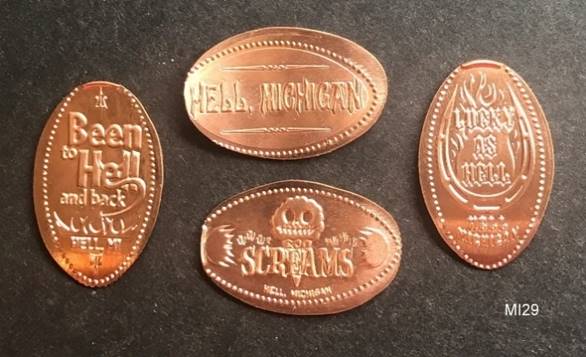 Been
to Hell
and back
HELL, MI
HELL, MICHIGAN
SCREAMS
HELL, MICHIGAN
LUCKY
AS
HELL
MI29